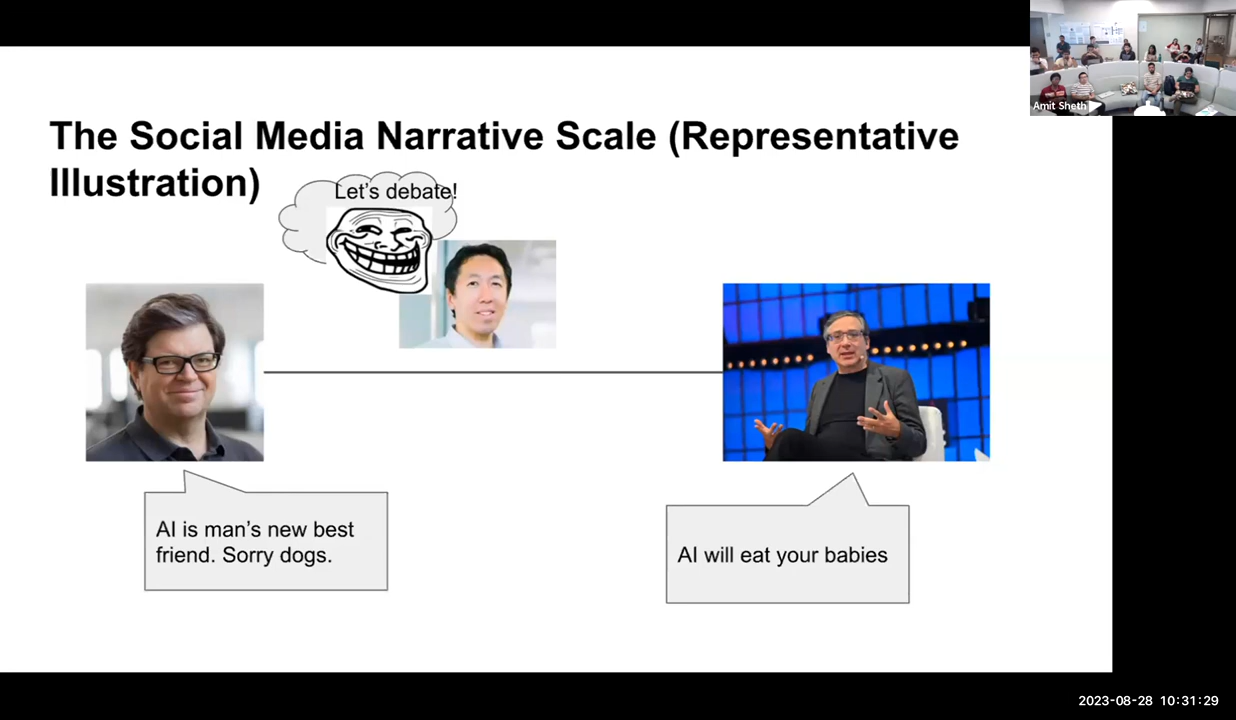 Amit Sheth
The Social Media Narrative Scale (Representative
Illustration)
Let's debate!
AI is man's new best
friend. Sorry dogs.
AI will eat your babies
2023-08-28 10:31:29